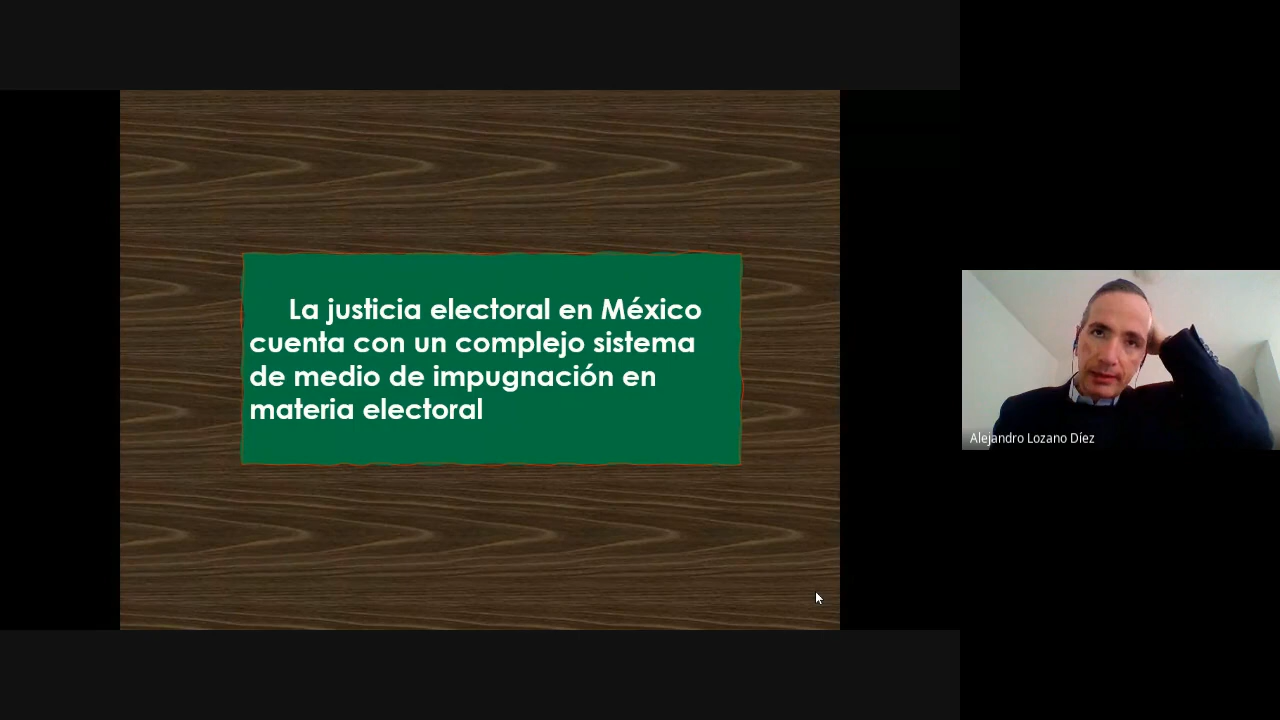 La justicia electoral en México
cuenta con un complejo sistema
de medio de impugnación en
materia electoral
Alejandro Lozano Díez